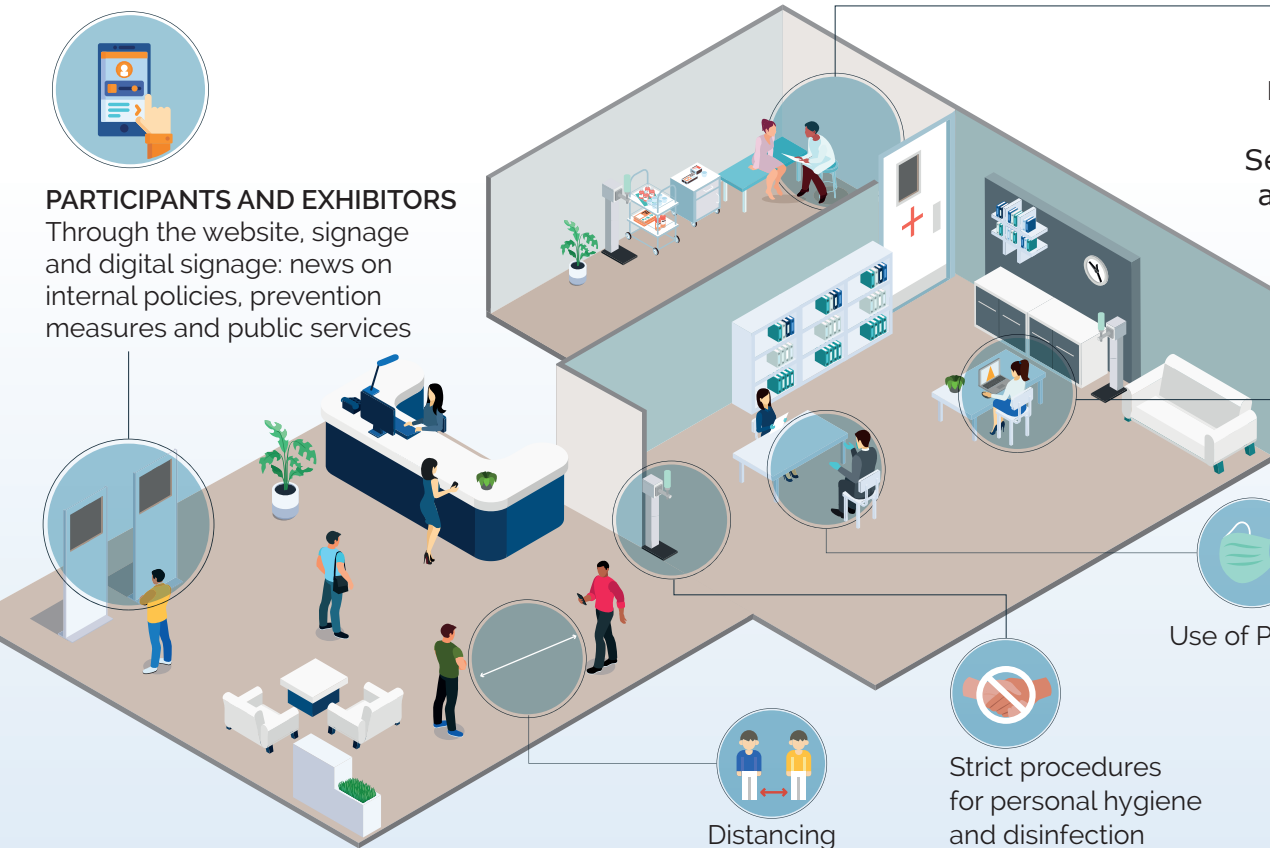 PARTICIPANTS AND EXHIBITORS
Through the website, signage
and digital signage: news on
internal policies, prevention
measures and public services
Use of
Strict procedures
for personal hygiene
and disinfection
Distancing